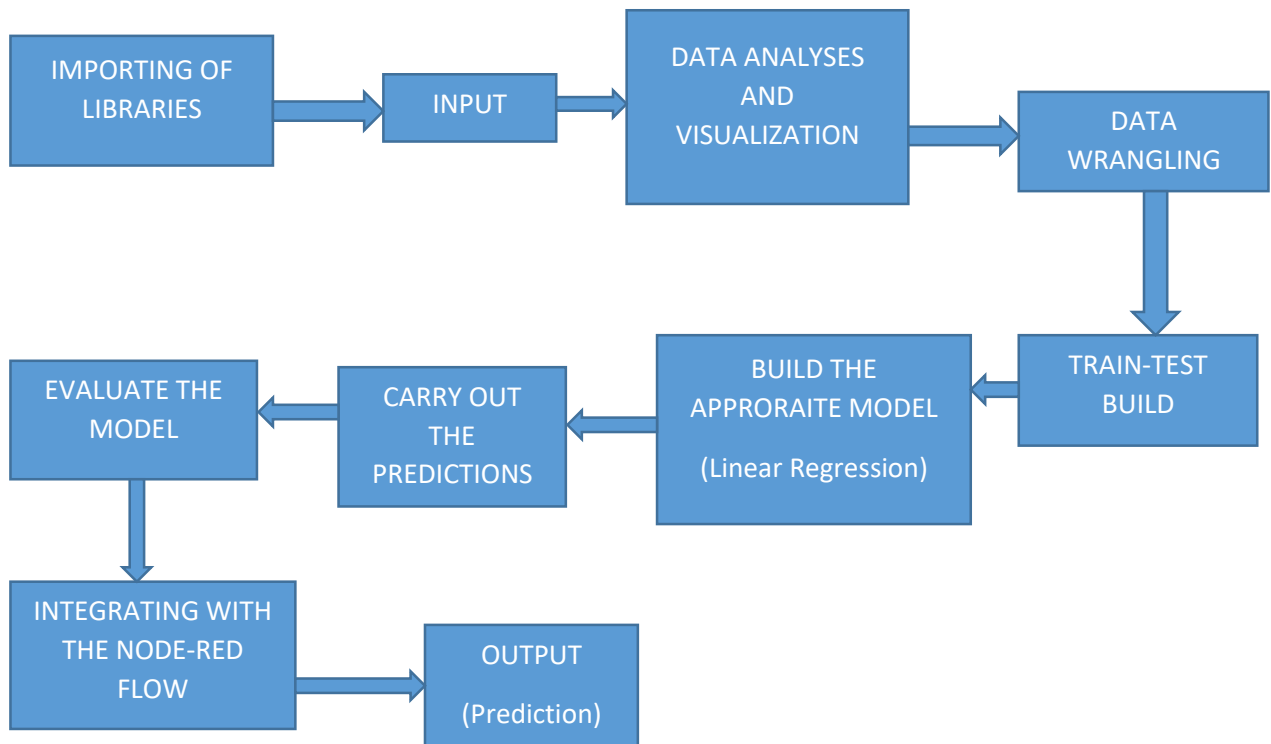 IMPORTING OF
LIBRARIES
INPUT
DATA ANALYSES
AND
VISUALIZATION
DATA
WRANGLING
TRAIN-TEST
BUILD
BUILD THE
APPRORAITE MODEL
(Linear Regression)
CARRY OUT
THE
PREDICTIONS
EVALUATE THE
MODEL
INTEGRATING WITH
THE NODE-RED
FLOW
OUTPUT
(Prediction)